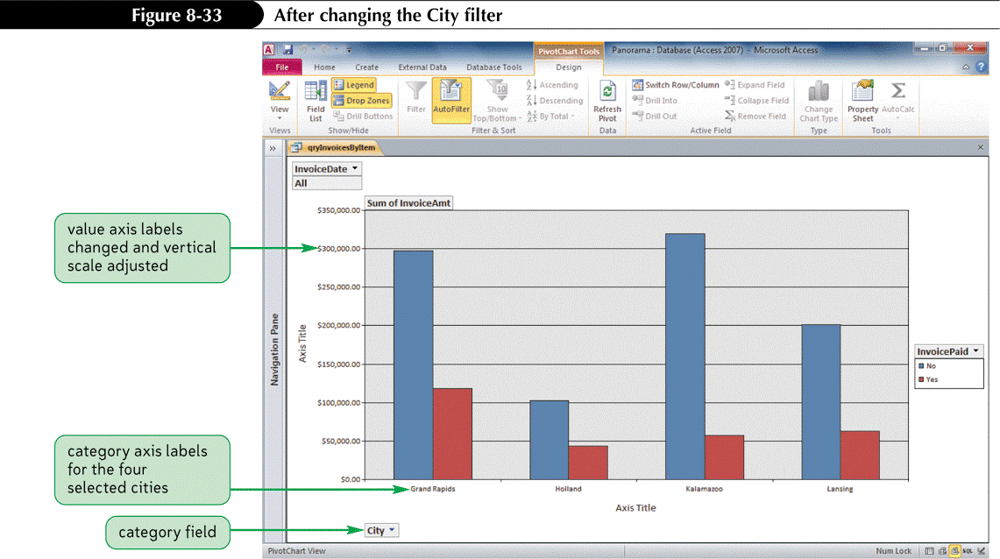 Figure 8-33 After changing the City filter
PivotChart Tools Panorama : Database (Access 2007) - Microsoft Access
File Home Create External Data Database Tools Design
View
Views
Field List
Legend
Drop Zones
Drill Buttons
Show/Hide
Filter
AutoFilter
Show Top/Bottom
Ascending
Descending
By Total
Filter & Sort
Refresh Pivot
Data
Switch Row/Column
Drill Into
Drill Out
Expand Field
Collapse Field
Remove Field
Active Field
Change Chart Type
Type
Property Sheet
AutoCalc
Tools
qryInvoicesByItem
Navigation Pane
InvoiceDate
All
Sum of InvoiceAmt
$350,000.00
$300,000.00
$250,000.00
$200,000.00
$150,000.00
$100,000.00
$50,000.00
$0.00
Axis Title
Grand Rapids Holland Kalamazoo Lansing
Axis Title
City
InvoicePaid
No
Yes
value axis labels
changed and vertical
scale adjusted
category axis labels
for the four
selected cities
category field
PivotChart View Num Lock SQL